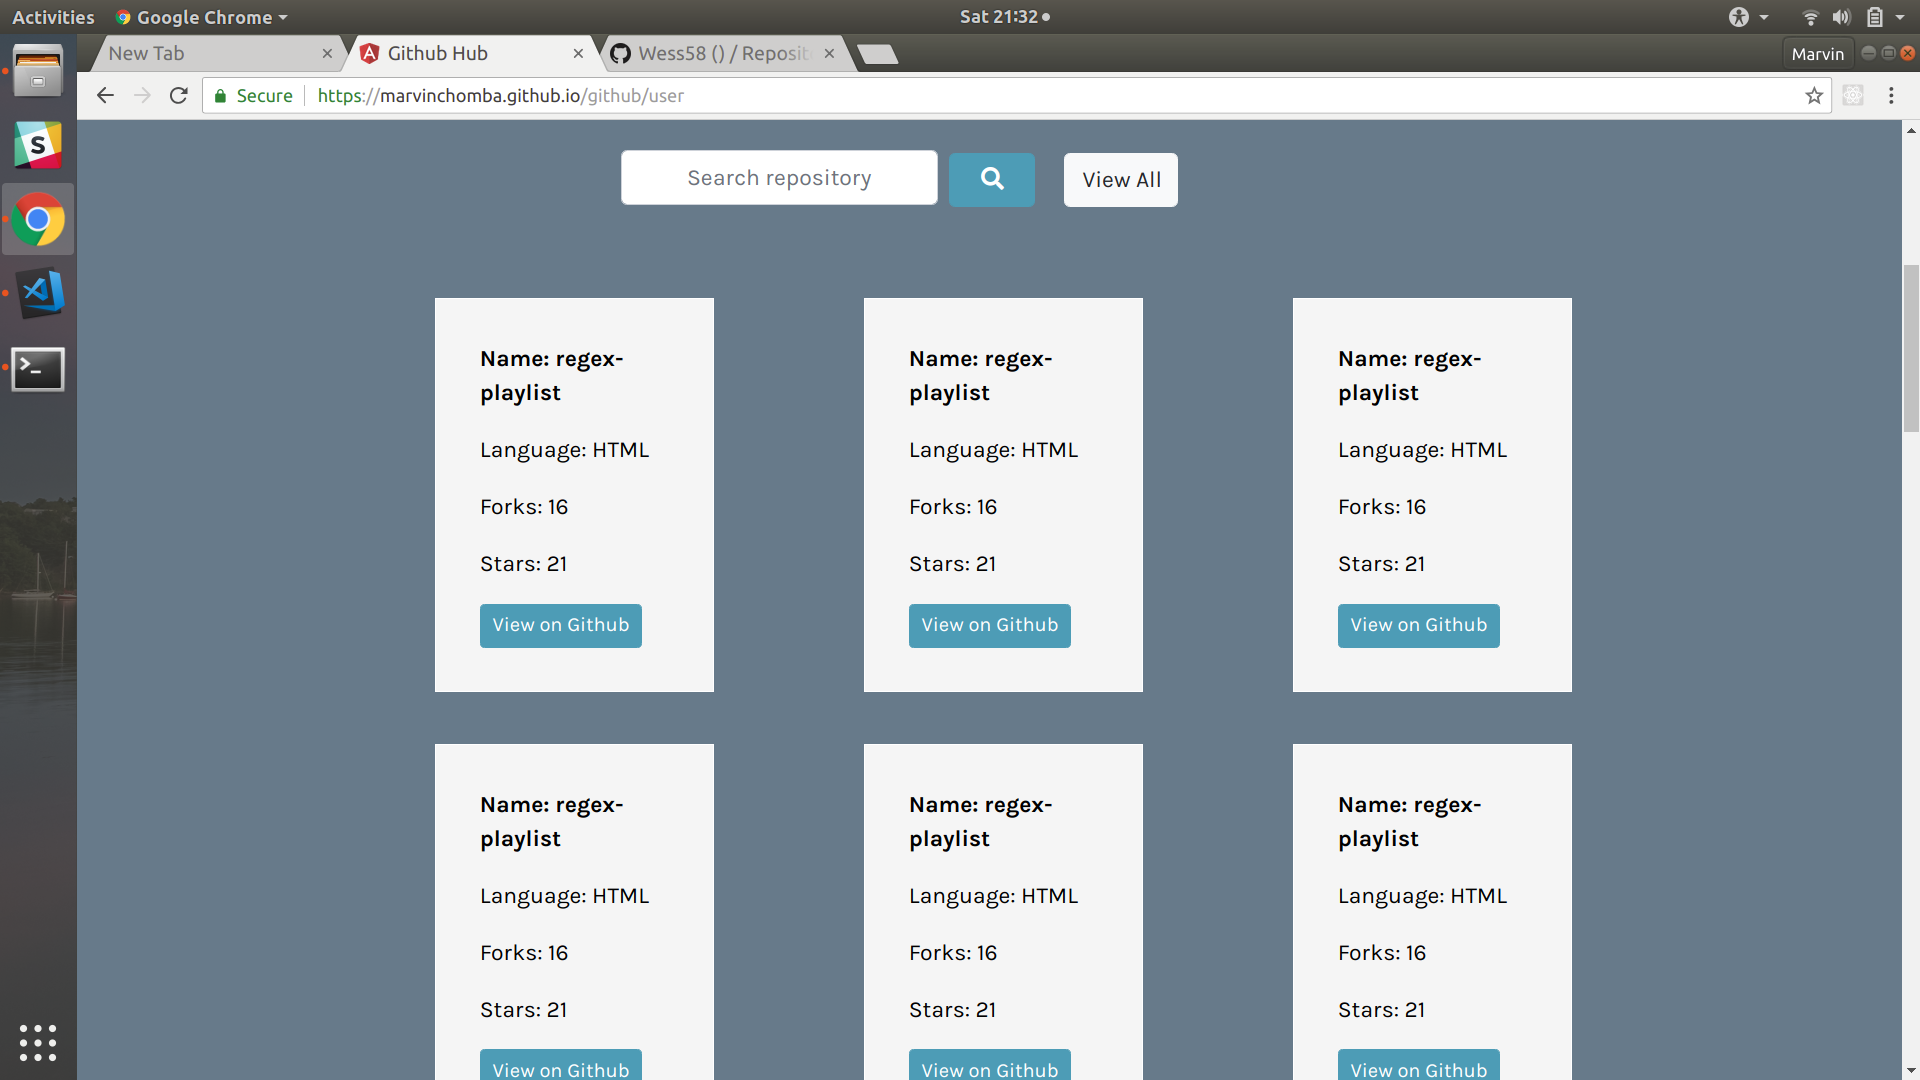 Activities
Google Chrome
Sat 21:32
New Tab
Github Hub
Wess58 () / Reposit
Marvin
Secure
https://marvinchomba.github.io/github/user
Search repository
View All
Name: regex-
playlist
Language: HTML
Forks: 16
Stars: 21
View on Github
Name: regex-
playlist
Language: HTML
Forks: 16
Stars: 21
View on Github
Name: regex-
playlist
Language: HTML
Forks: 16
Stars: 21
View on Github
Name: regex-
playlist
Language: HTML
Forks: 16
Stars: 21
View on Github
Name: regex-
playlist
Language: HTML
Forks: 16
Stars: 21
View on Github
Name: regex-
playlist
Language: HTML
Forks: 16
Stars: 21
View on Github